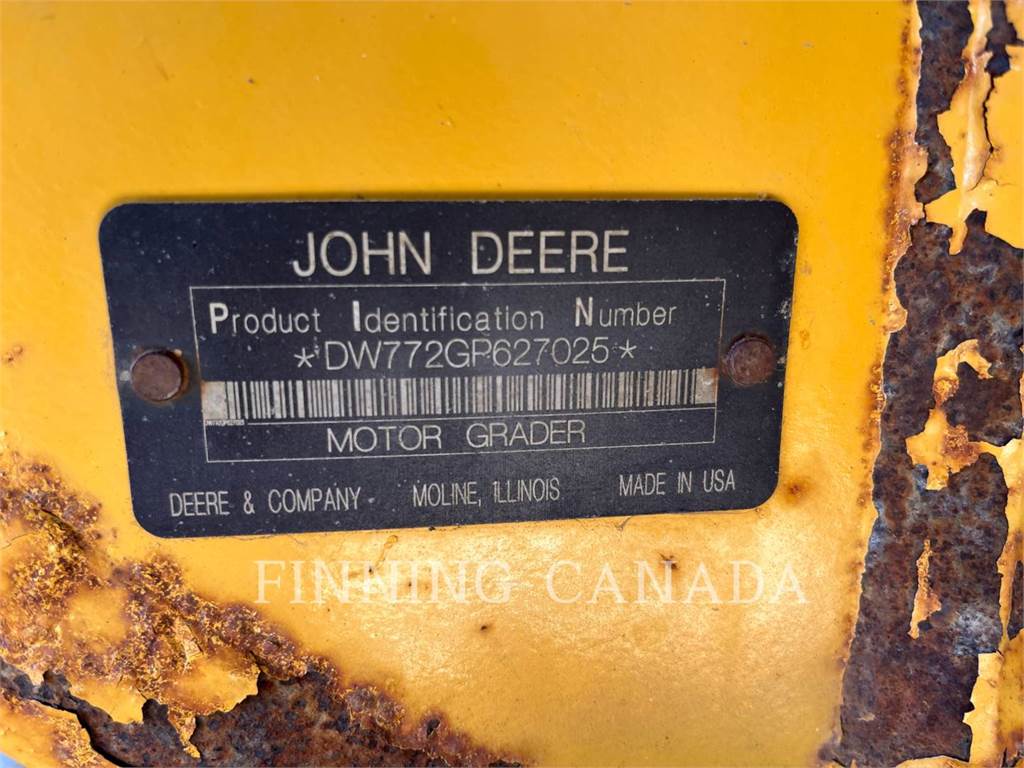 JOHN DEERE
Product Identification Number
*DW772GP627025*
MOTOR GRADER
DEERE & COMPANY MOLINE, ILLINOIS MADE IN USA
FINNING CANADA